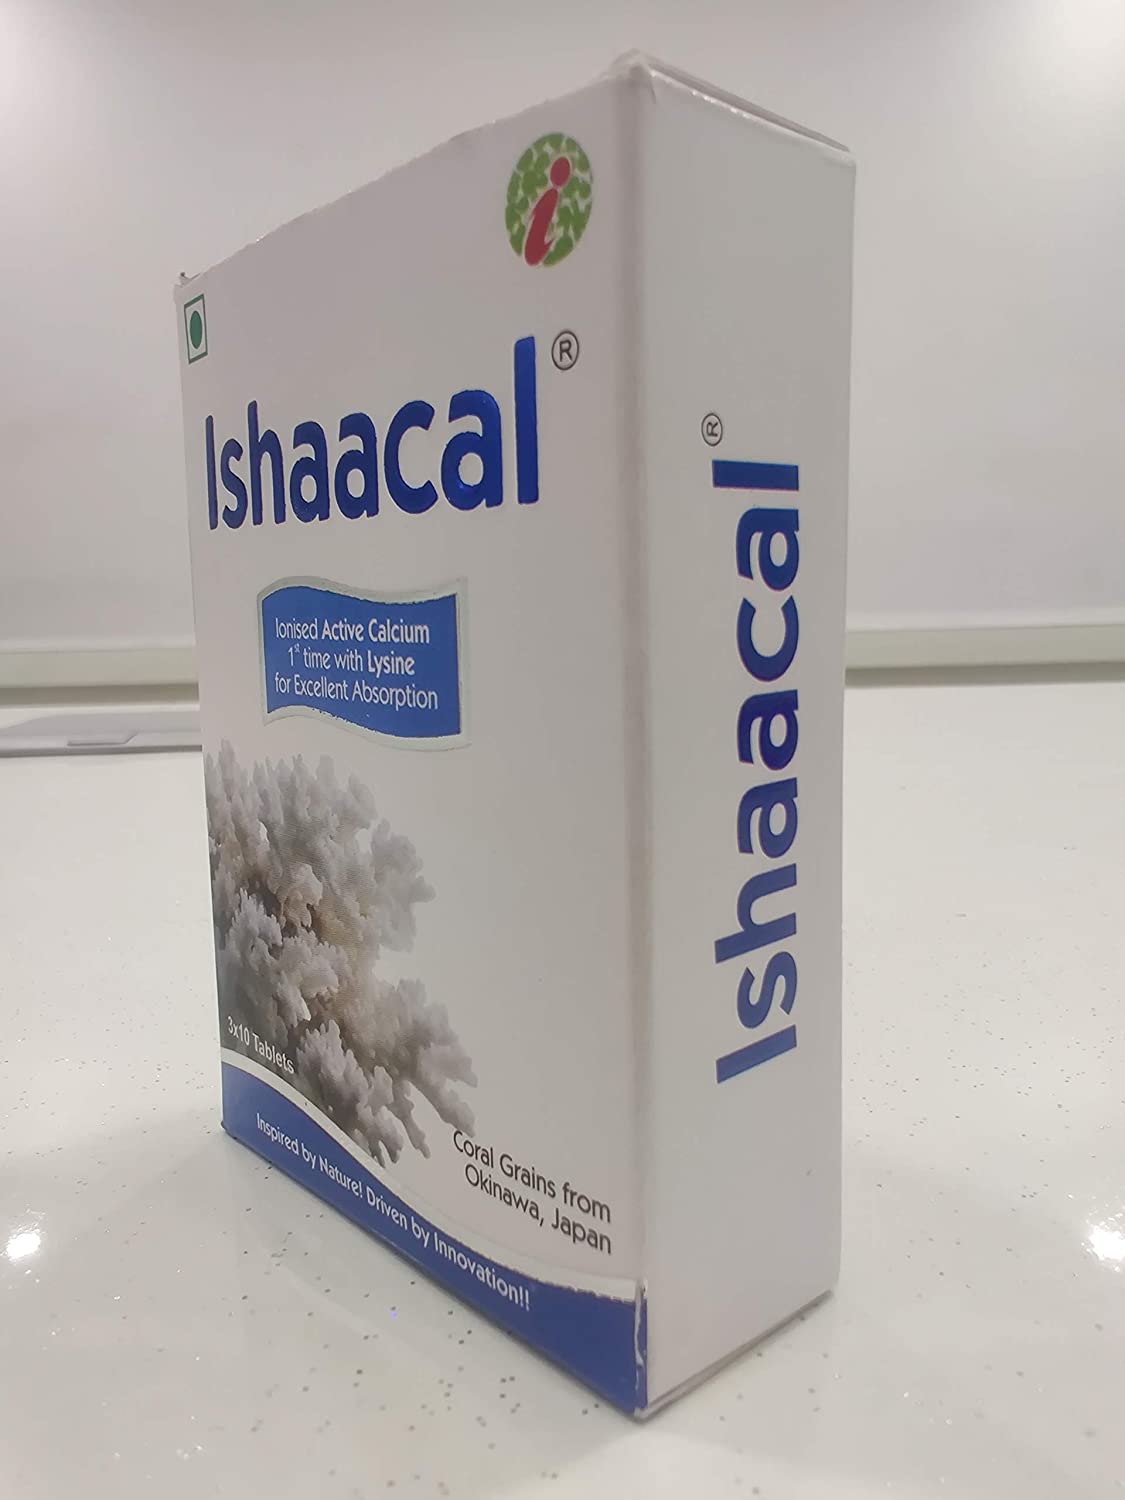 i
Ishaacal®
Ionised Active Calcium
1st time with Lysine
for Excellent Absorption
3x10 Tablets
Coral Grains from
Okinawa, Japan
Inspired by Nature! Driven by Innovation!!
Ishaacal®